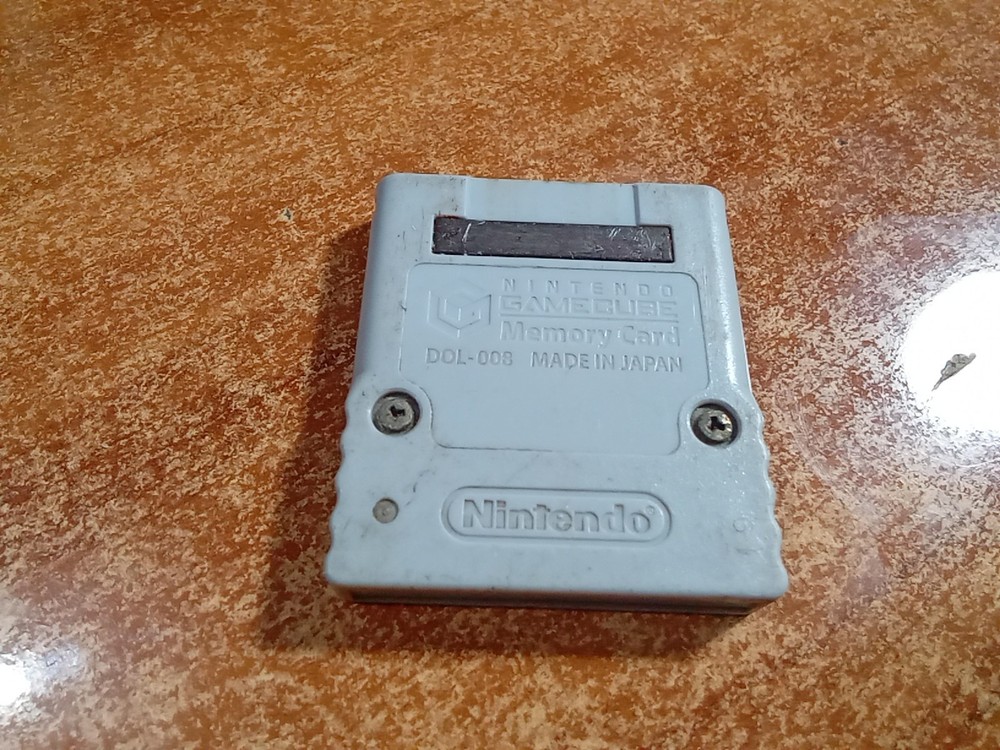 NINTENDO
GAMECUBE
Memory Card
DOL-008 MADE IN JAPAN
Nintendo®